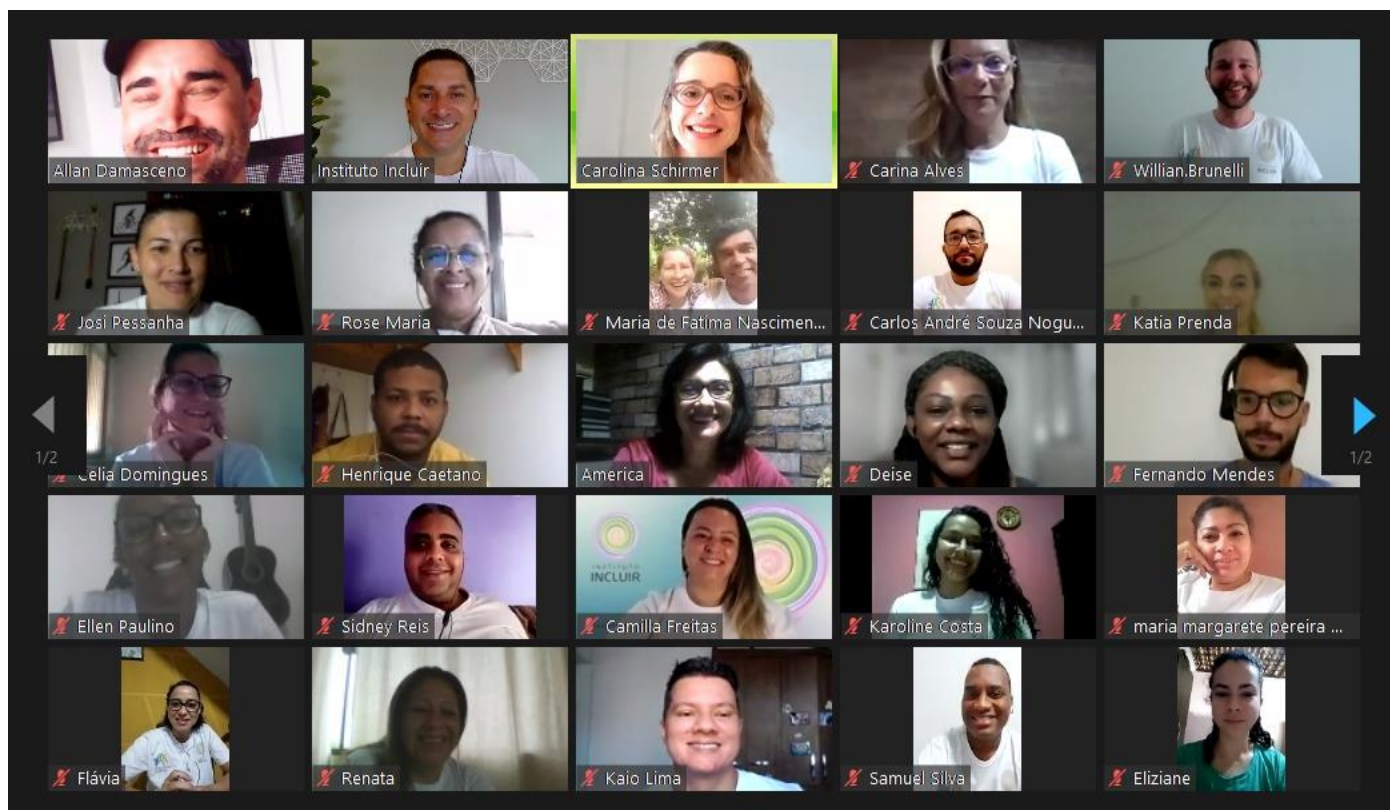 Allan Damasceno
Instituto Incluir
Carolina Schirmer
Carina Alves
Willian.Brunelli
INCLUIR
Josi Pessanha
Rose Maria
Maria de Fatima Nascimen...
Carlos André Souza Nogu...
Katia Prenda
1/2
Celia Domingues
Henrique Caetano
America
Deise
Fernando Mendes
1/2
Ellen Paulino
Sidney Reis
INSTITUTO
INCLUIR
Camilla Freitas
Karoline Costa
maria margarete pereira ...
Flávia
Renata
Kaio Lima
Samuel Silva
Eliziane